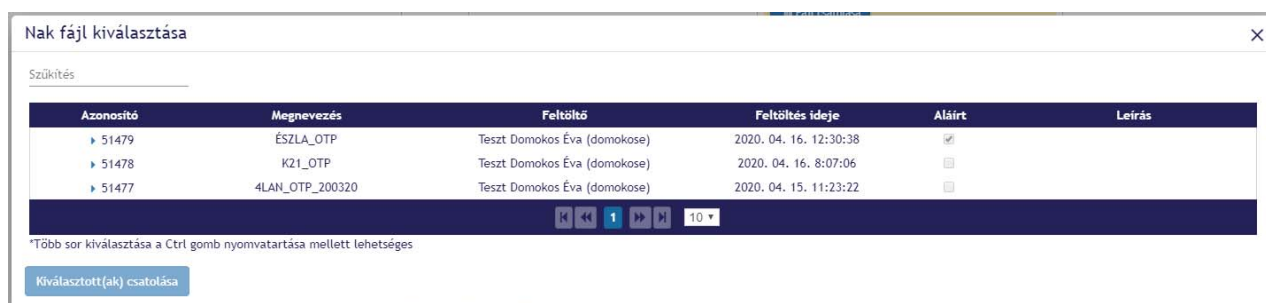 Nak fájl kiválasztása
Szűkítés
Azonosító Megnevezés Feltöltő Feltöltés ideje Aláírt Leírás
51479 ÉSZLA_OTP Teszt Domokos Éva (domokose) 2020. 04. 16. 12:30:38
51478 K21_OTP Teszt Domokos Éva (domokose) 2020. 04. 16. 8:07:06
51477 4LAN_OTP_200320 Teszt Domokos Éva (domokose) 2020. 04. 15. 11:23:22
1 10
*Több sor kiválasztása a Ctrl gomb nyomvatartása mellett lehetséges
Kiválasztott(ak) csatolása